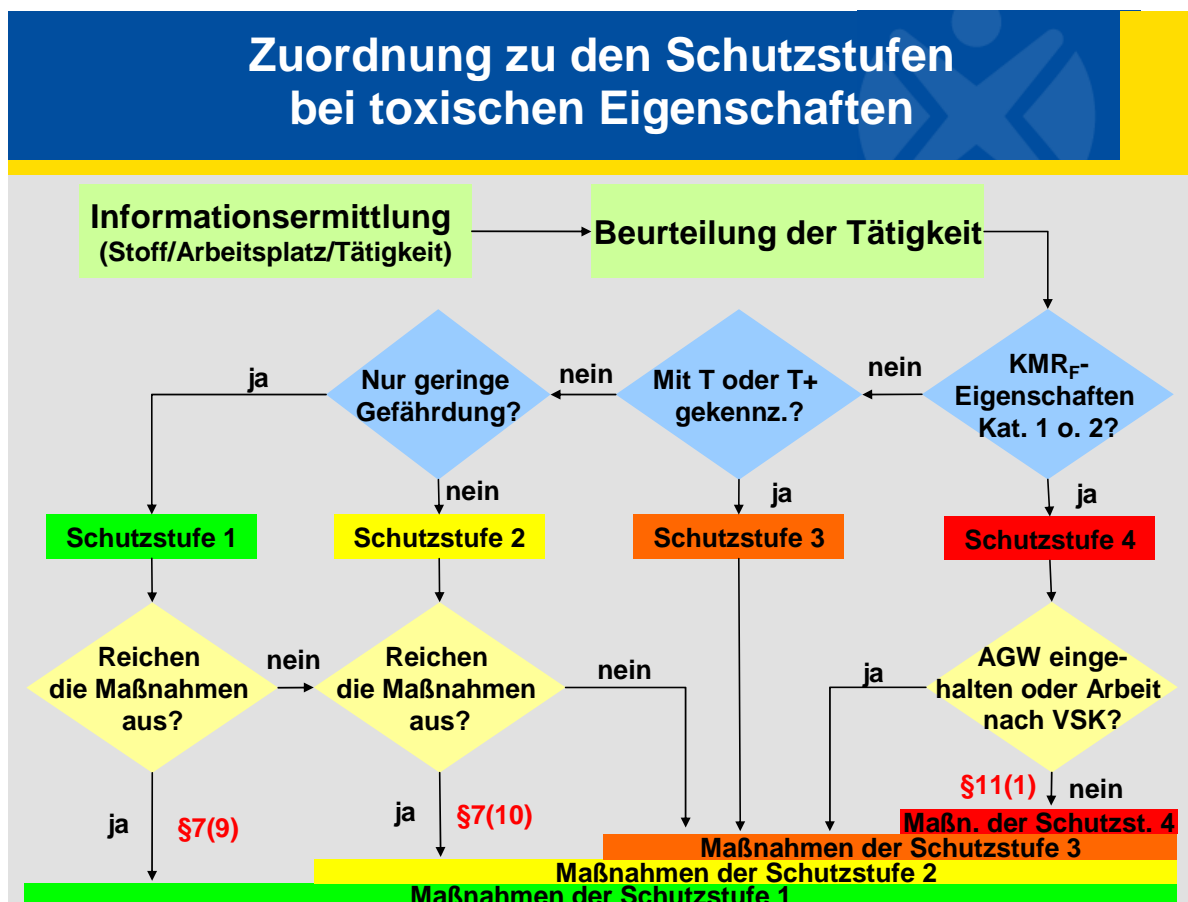 Zuordnung zu den Schutzstufen
bei toxischen Eigenschaften
Informationsermittlung
(Stoff/Arbeitsplatz/Tätigkeit)
Beurteilung der Tätigkeit
ja
Nur geringe
Gefährdung?
nein
Mit T oder T+
gekennz.?
nein
KMR_F-
Eigenschaften
Kat. 1 o. 2?
nein
ja
ja
Schutzstufe 1
Schutzstufe 2
Schutzstufe 3
Schutzstufe 4
Reichen
die Maßnahmen
aus?
nein
Reichen
die Maßnahmen
aus?
nein
ja
AGW einge-
halten oder Arbeit
nach VSK?
ja
§7(9)
ja
§7(10)
§11(1)
nein
Maßn. der Schutzst. 4
Maßnahmen der Schutzstufe 3
Maßnahmen der Schutzstufe 2
Maßnahmen der Schutzstufe 1